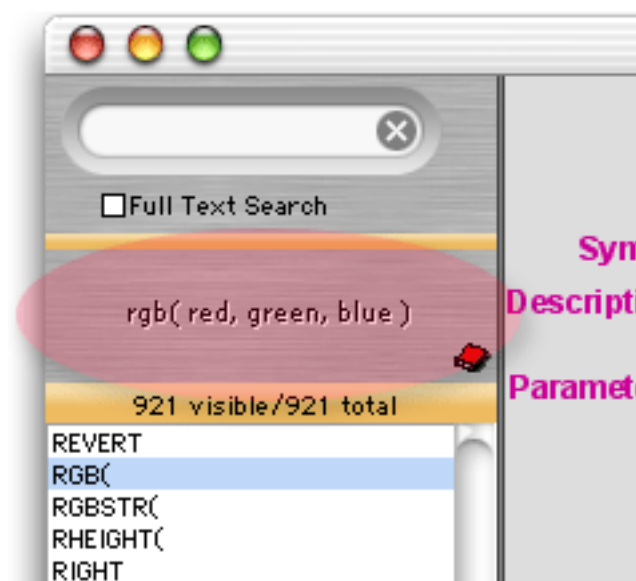 Full Text Search
rgb( red, green, blue )
921 visible/921 total
REVERT
RGB(
RGBSTR(
RHEIGHT(
RIGHT